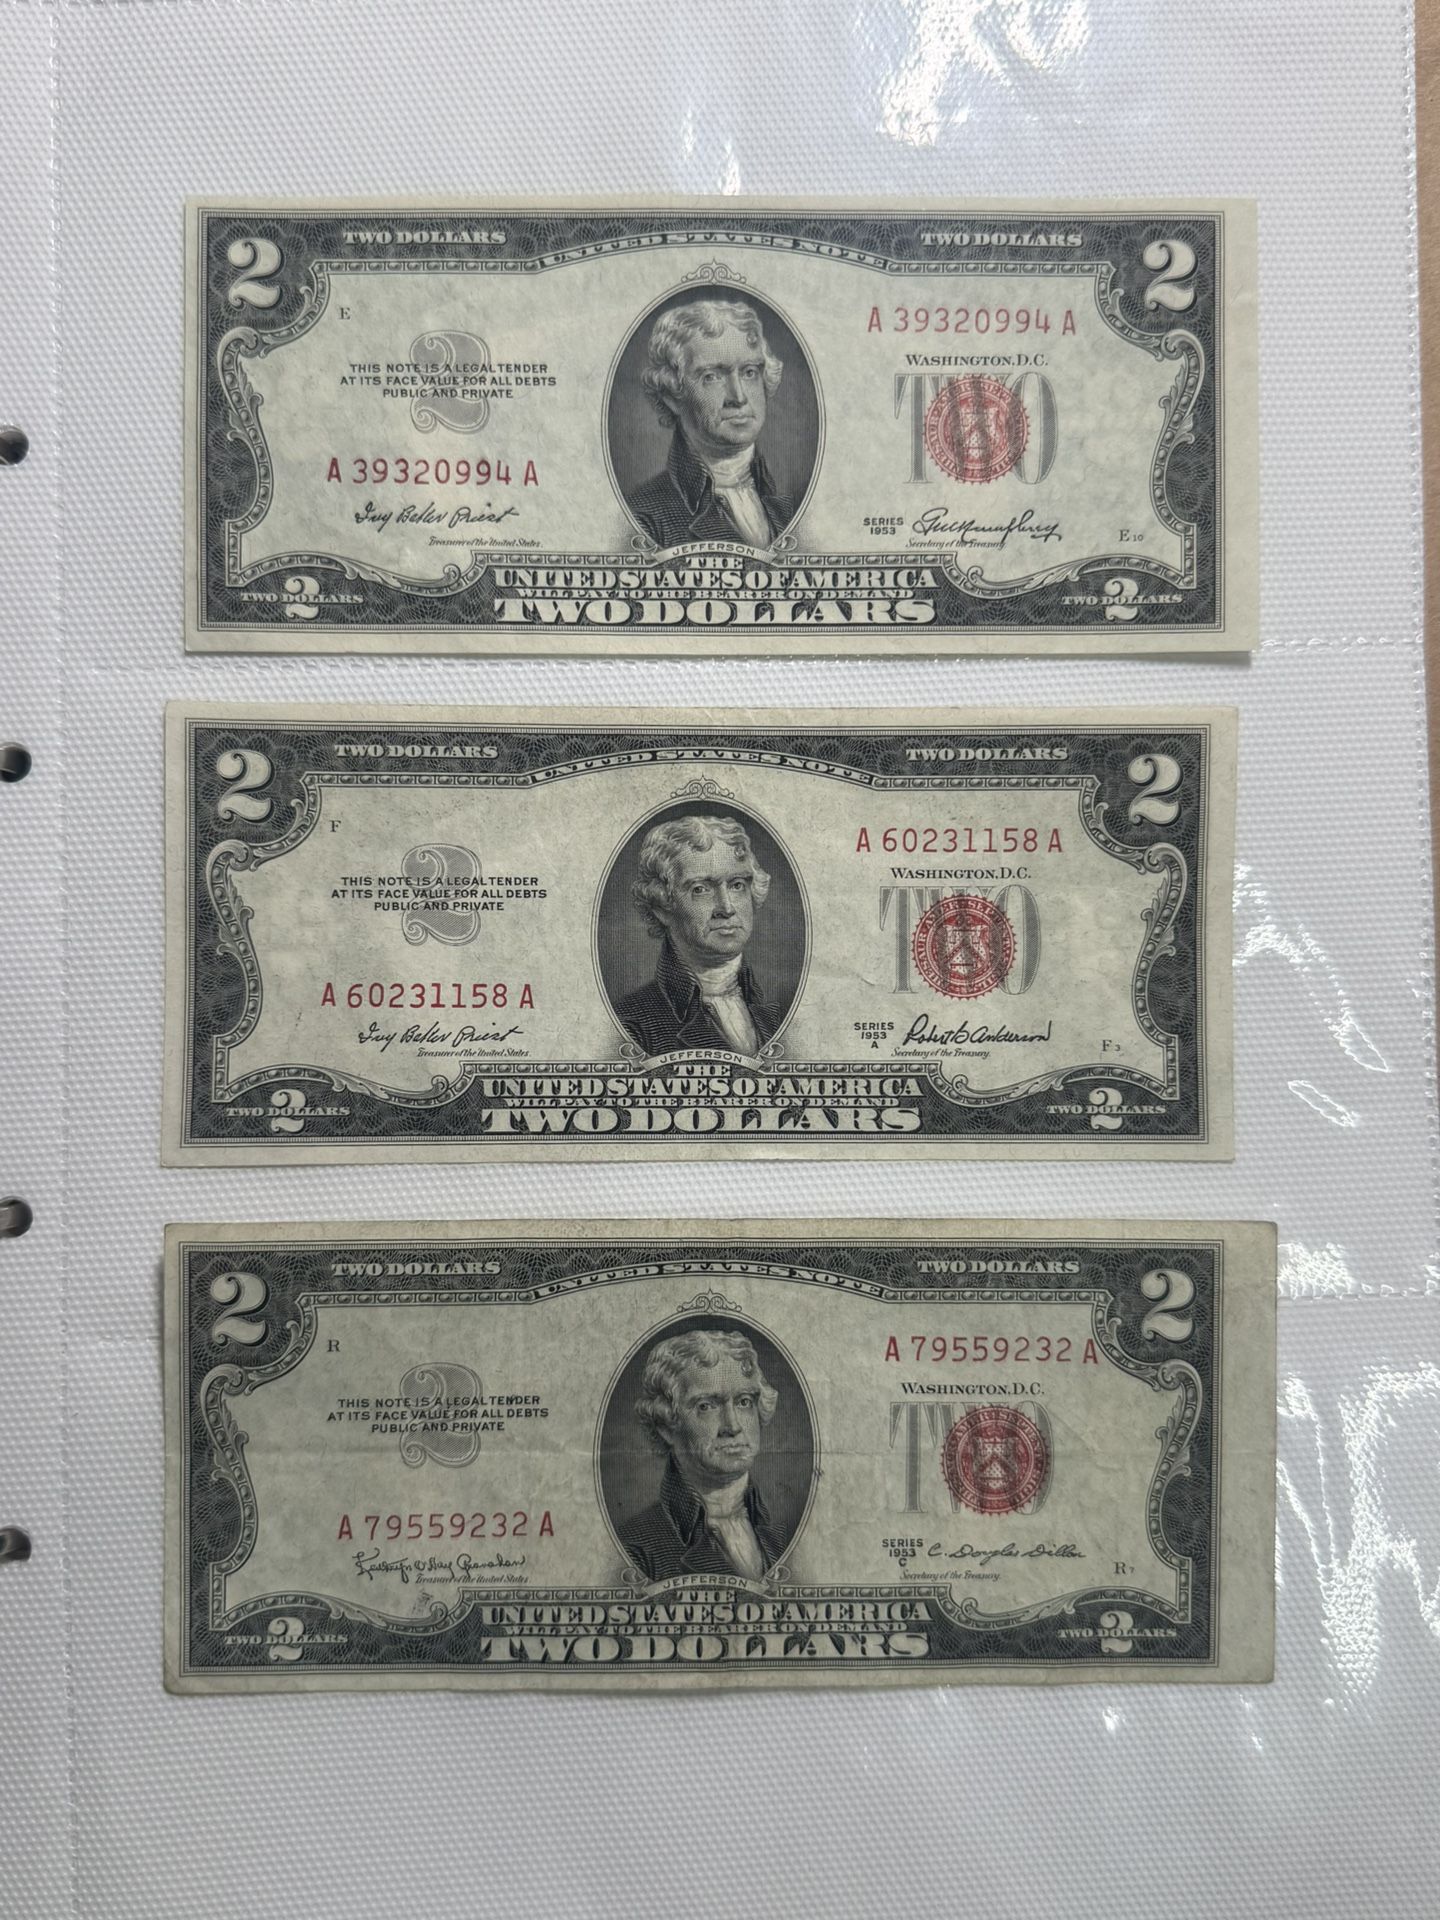 TWO DOLLARS UNITED STATES NOTE TWO DOLLARS
2 2
E
A 39320994 A
THIS NOTE IS A LEGAL TENDER
AT ITS FACE VALUE FOR ALL DEBTS
PUBLIC AND PRIVATE
2
WASHINGTON, D.C.
TWO
A 39320994 A
Ivy Baker Priest
Treasurer of the United States.
SERIES
1953
G.M. Humphrey
Secretary of the Treasury.
E 10
JEFFERSON
THE
UNITED STATES OF AMERICA
WILL PAY TO THE BEARER ON DEMAND
TWO DOLLARS
TWO DOLLARS 2
TWO DOLLARS 2
TWO DOLLARS UNITED STATES NOTE TWO DOLLARS
2 2
F
A 60231158 A
THIS NOTE IS A LEGAL TENDER
AT ITS FACE VALUE FOR ALL DEBTS
PUBLIC AND PRIVATE
2
WASHINGTON, D.C.
TWO
A 60231158 A
Ivy Baker Priest
Treasurer of the United States.
SERIES
1953
A
Robert B Anderson
Secretary of the Treasury.
F 3
JEFFERSON
THE
UNITED STATES OF AMERICA
WILL PAY TO THE BEARER ON DEMAND
TWO DOLLARS
TWO DOLLARS 2
TWO DOLLARS 2
TWO DOLLARS UNITED STATES NOTE TWO DOLLARS
2 2
R
A 79559232 A
THIS NOTE IS A LEGAL TENDER
AT ITS FACE VALUE FOR ALL DEBTS
PUBLIC AND PRIVATE
2
WASHINGTON, D.C.
TWO
A 79559232 A
Kathryn O'Hay Granahan
Treasurer of the United States.
SERIES
1953
C
C. Douglas Dillon
Secretary of the Treasury.
R 7
JEFFERSON
THE
UNITED STATES OF AMERICA
WILL PAY TO THE BEARER ON DEMAND
TWO DOLLARS
TWO DOLLARS 2
TWO DOLLARS 2